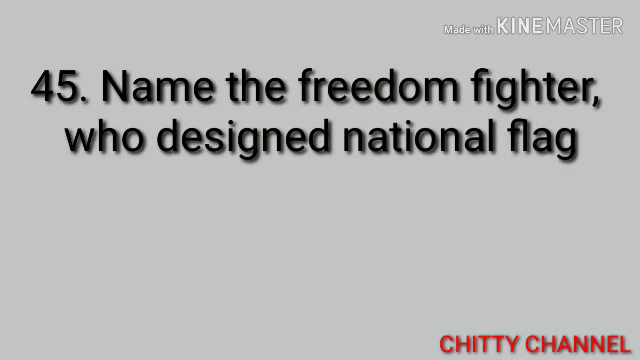 Made with KINEMASTER
45. Name the freedom fighter,
who designed national flag
CHITTY CHANNEL